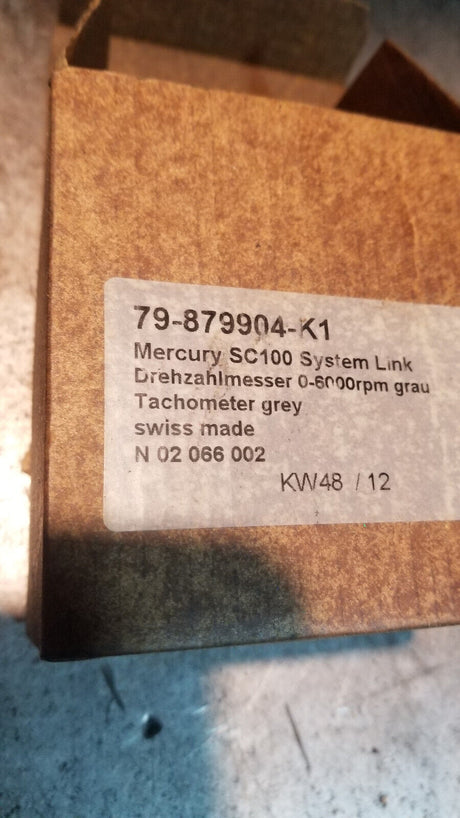 79-879904-K1
Mercury SC100 System Link
Drehzahlmesser 0-6000rpm grau
Tachometer grey
swiss made
N 02 066 002
KW48 / 12